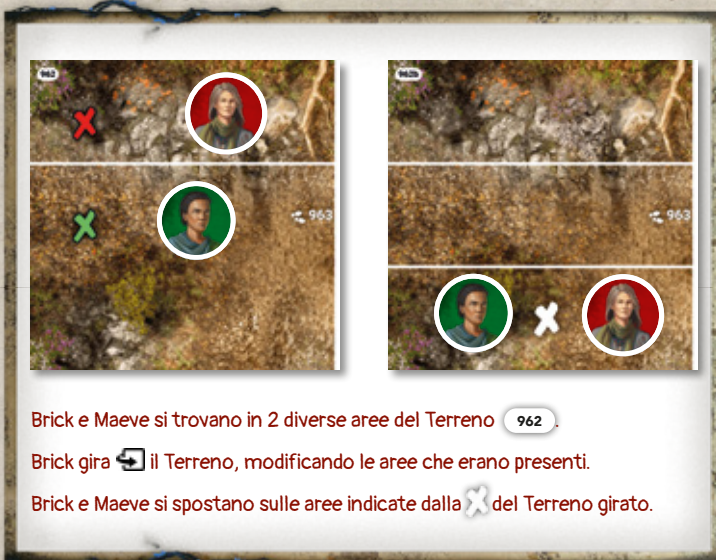 962
962b
963
963
Brick e Maeve si trovano in 2 diverse aree del Terreno 962.
Brick gira il Terreno, modificando le aree che erano presenti.
Brick e Maeve si spostano sulle aree indicate dalla X del Terreno girato.